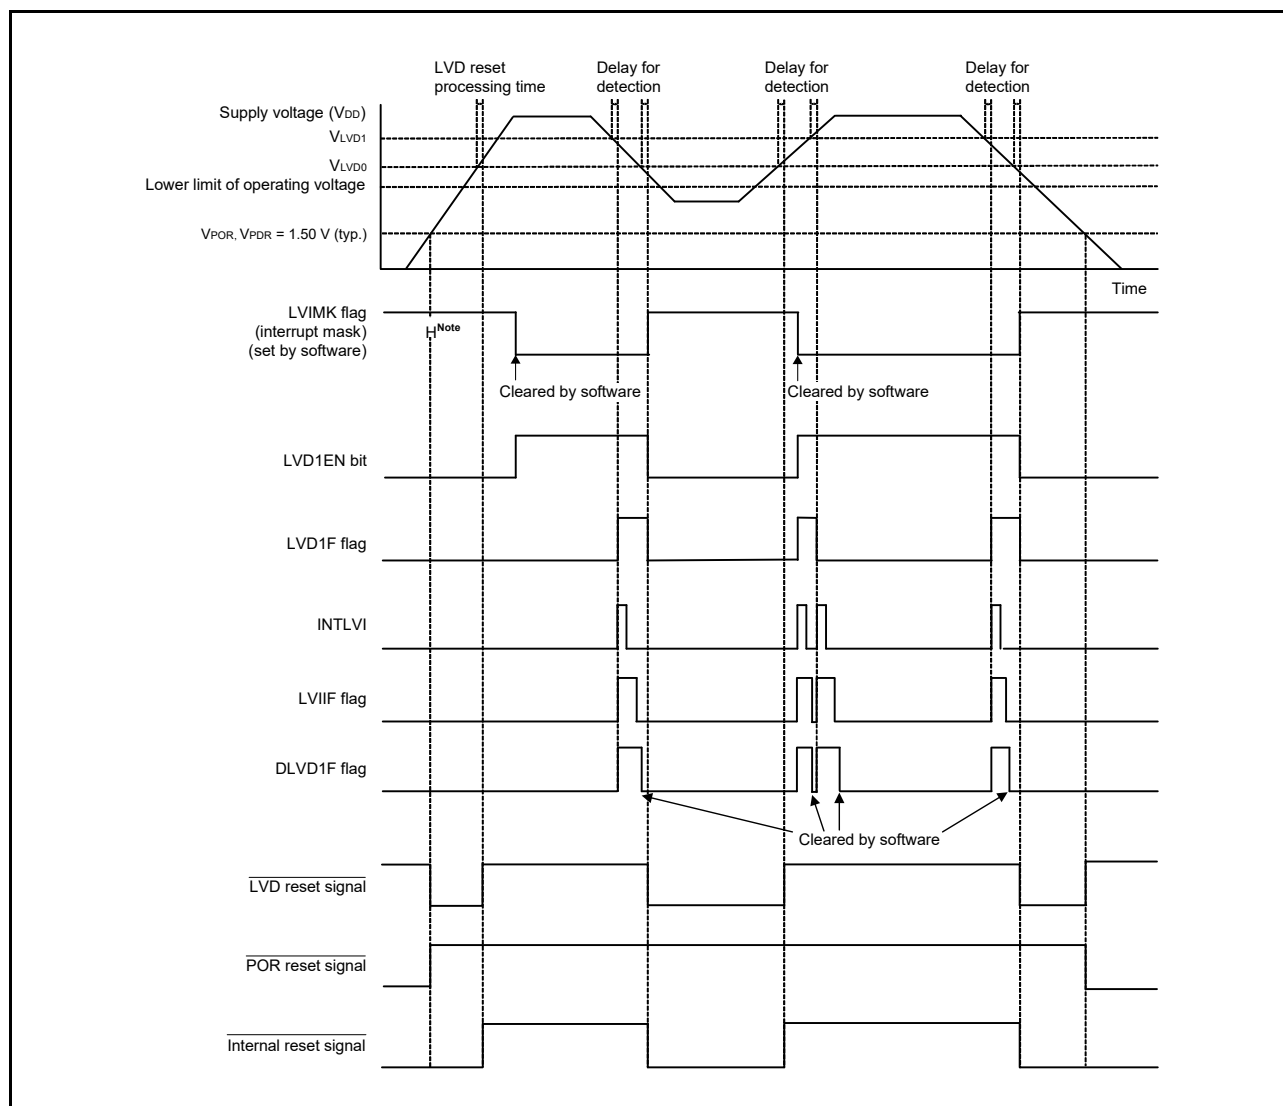 LVD reset
processing time
Delay for
detection
Delay for
detection
Delay for
detection
Supply voltage (VDD)
VLVD1
VLVD0
Lower limit of operating voltage
VPOR, VPDR = 1.50 V (typ.)
Time
LVIMK flag
(interrupt mask)
(set by software)
H Note
Cleared by software
Cleared by software
LVD1EN bit
LVD1F flag
INTLVI
LVIIF flag
DLVD1F flag
Cleared by software
LVD reset signal
POR reset signal
Internal reset signal